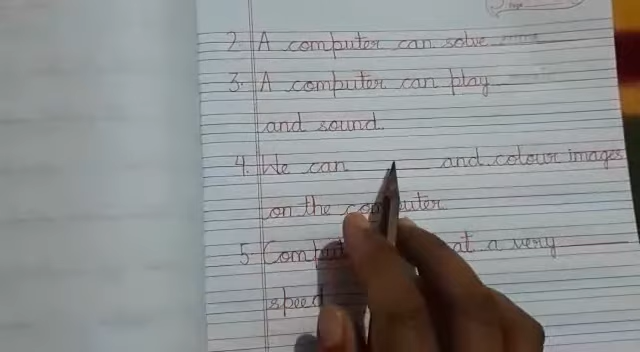 2. A computer can solve
3. A computer can play
and sound.
4. We can ______ and colour images
on the computer
5. at a very
speed